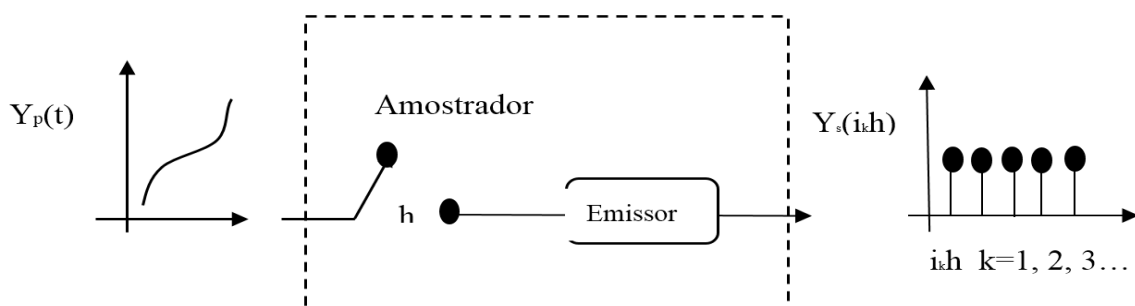 Yₚ(t)
Amostrador
h
Emissor
Yₛ(iₖh)
iₖh k=1, 2, 3…